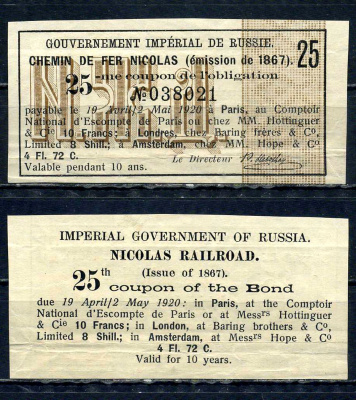 GOUVERNEMENT IMPÉRIAL DE RUSSIE.
CHEMIN DE FER NICOLAS (émission de 1867).
25
25-me coupon de l'obligation
№038021
payable le 19 Avril/2 Mai 1920 à Paris, au Comptoir
National d'Escompte de Paris ou chez MM. Hottinguer
& Cie 10 Francs; à Londres, chez Baring frères & Co,
Limited 8 Shill.; à Amsterdam, chez MM. Hope & Co
4 Fl. 72 C.
Le Directeur
Valable pendant 10 ans.
IMPERIAL GOVERNMENT OF RUSSIA.
NICOLAS RAILROAD.
(Issue of 1867).
25th coupon of the Bond
due 19 April/2 May 1920: in Paris, at the Comptoir
National d'Escompte de Paris or at Messrs Hottinguer
& Cie 10 Francs; in London, at Baring brothers & Co,
Limited 8 Shill.; in Amsterdam, at Messrs Hope & Co
4 Fl. 72 C.
Valid for 10 years.